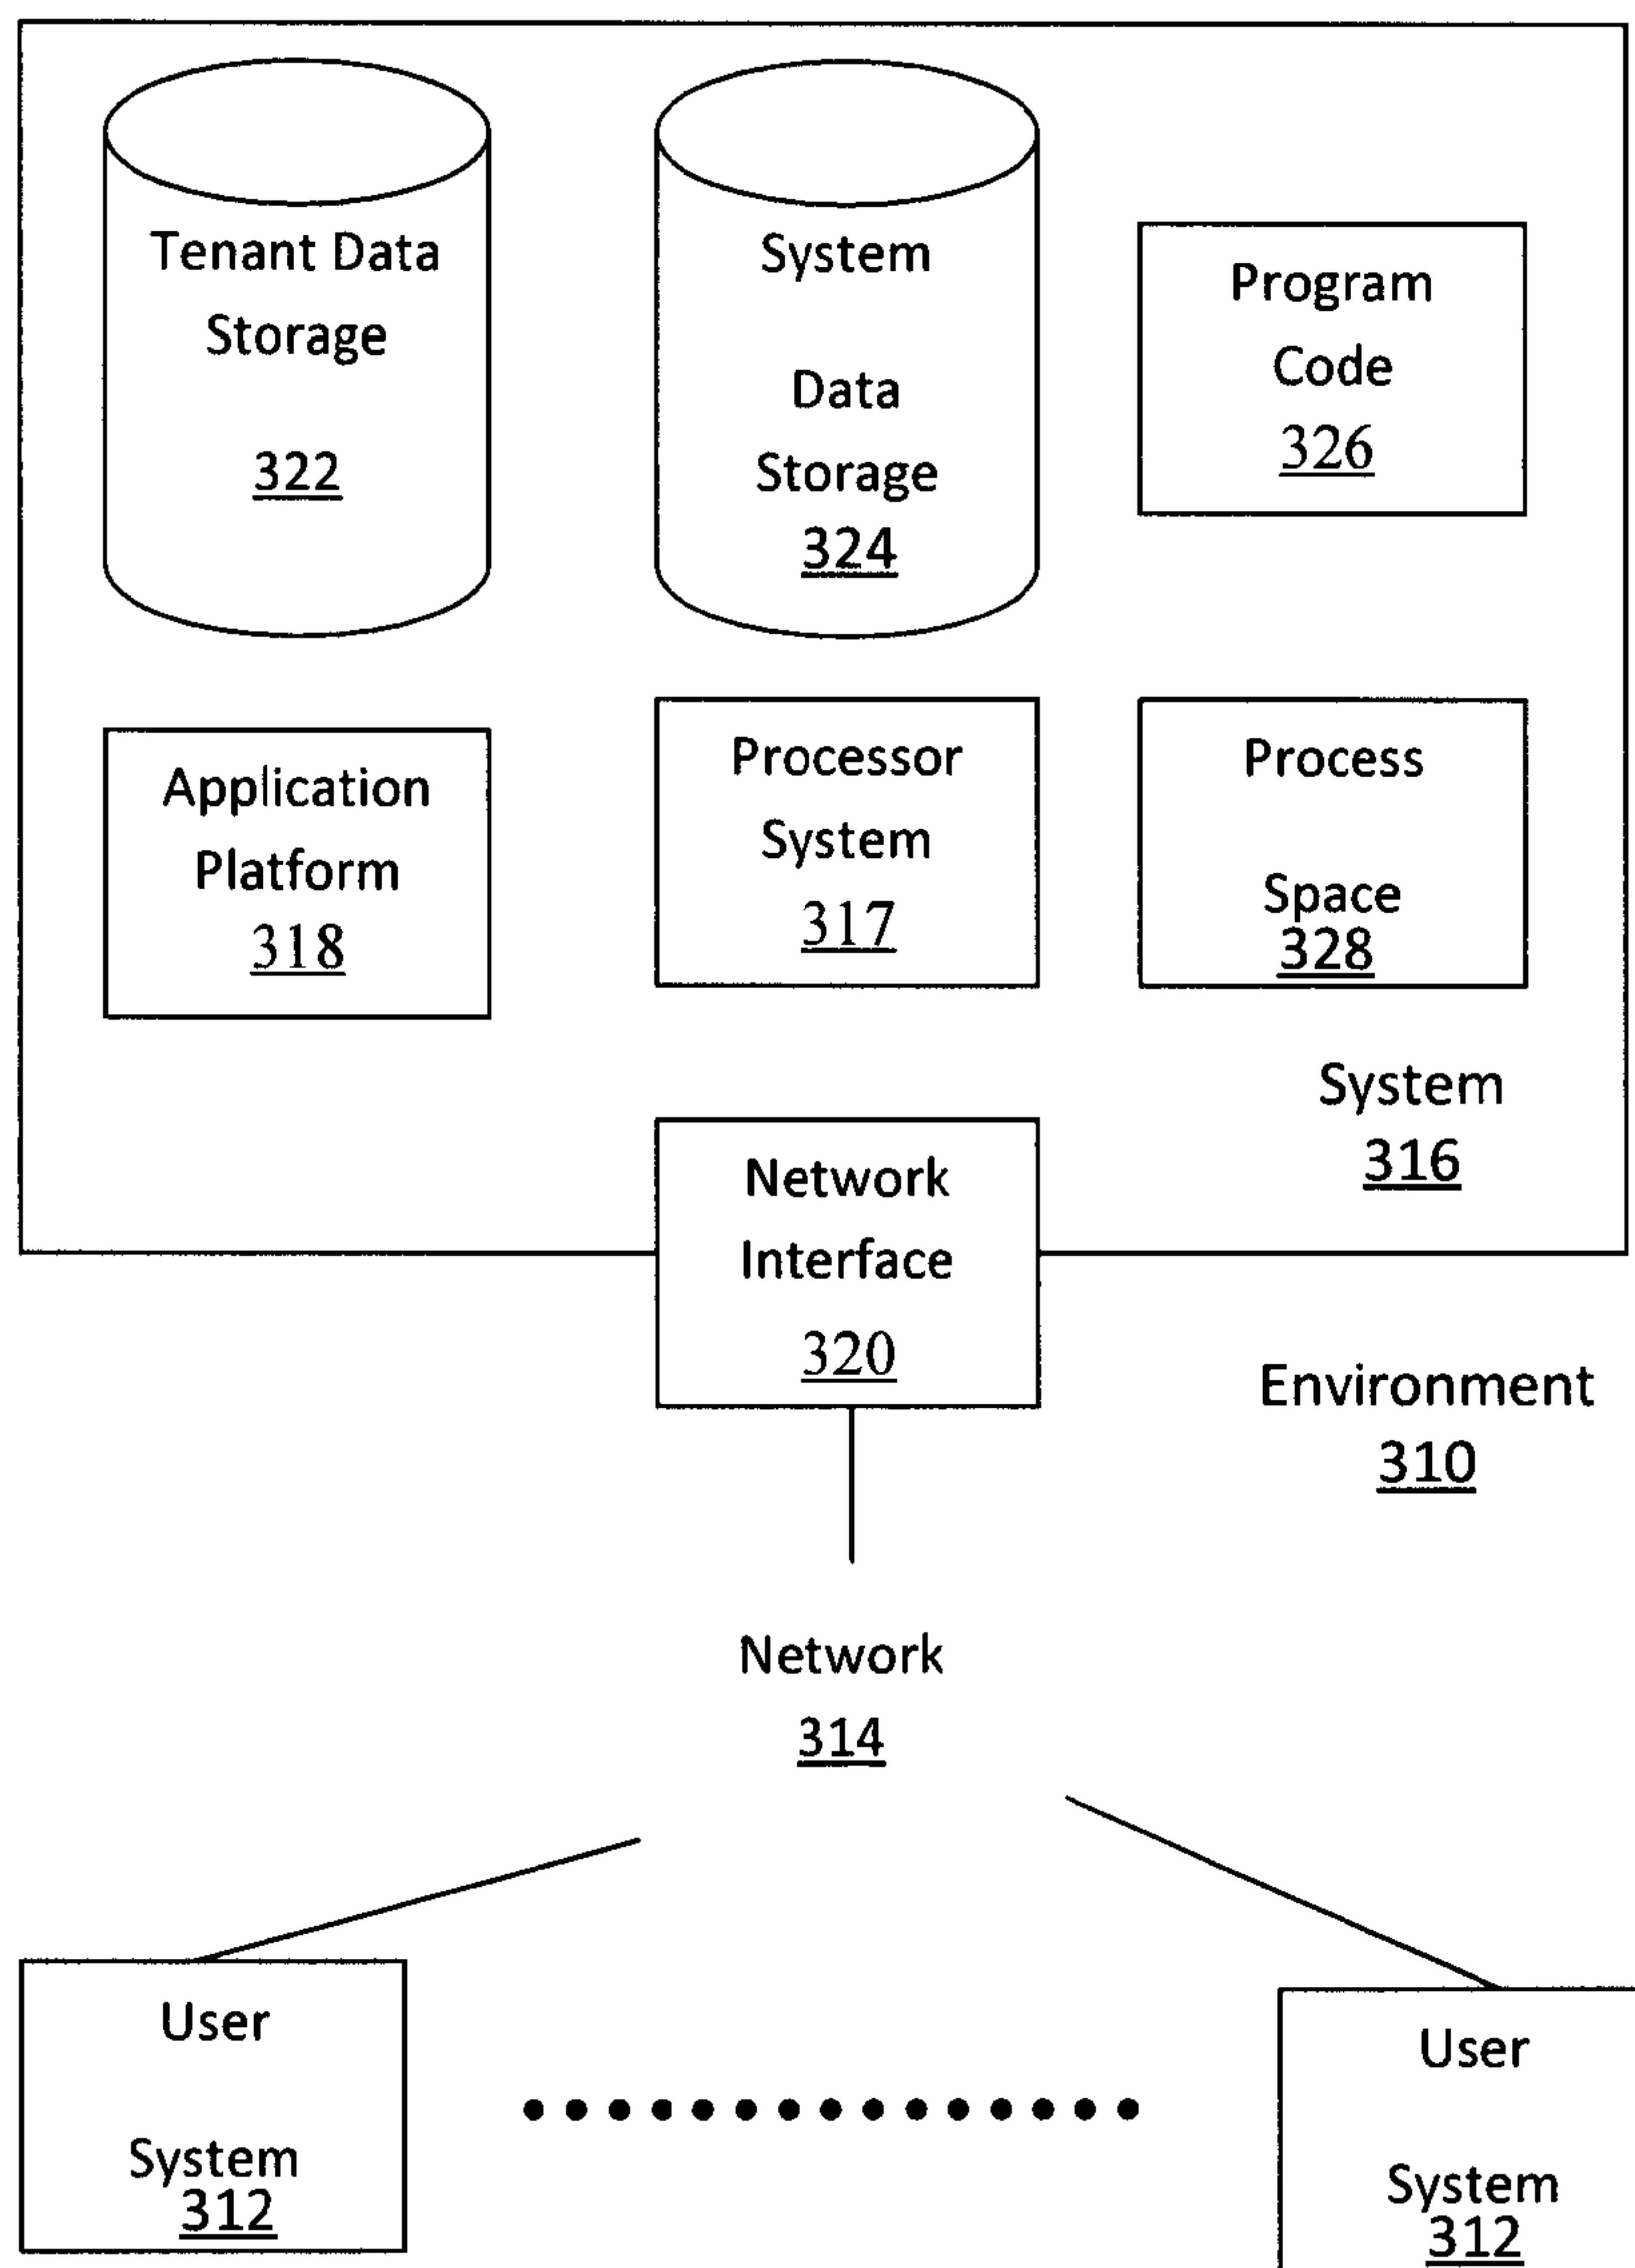 Tenant Data
Storage
322
System
Data
Storage
324
Program
Code
326
Application
Platform
318
Processor
System
317
Process
Space
328
System
316
Network
Interface
320
Environment
310
Network
314
User
System
312
User
System
312